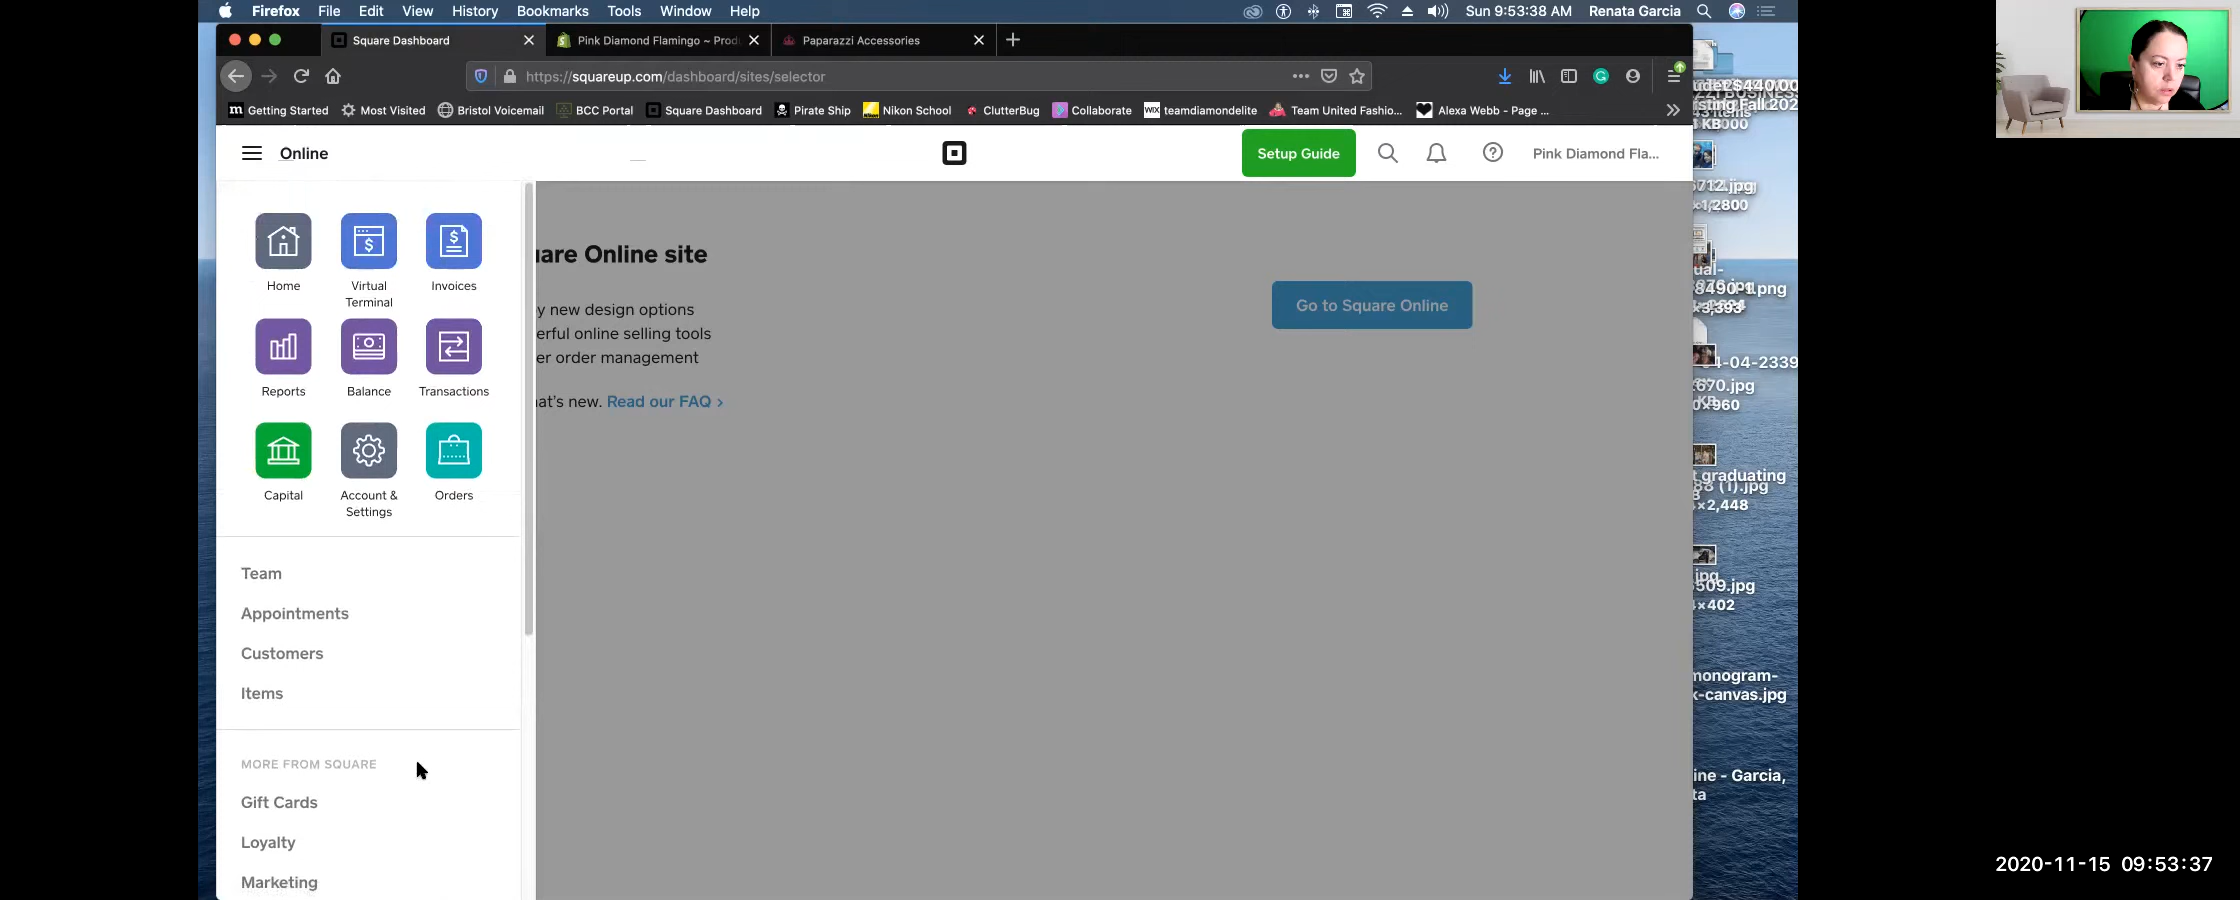 Firefox File Edit View History Bookmarks Tools Window Help Sun 9:53:38 AM Renata Garcia
Square Dashboard Pink Diamond Flamingo ~ Prod Paparazzi Accessories
https://squareup.com/dashboard/sites/selector
Getting Started Most Visited Bristol Voicemail BCC Portal Square Dashboard Pirate Ship Nikon School ClutterBug Collaborate teamdiamondelite Team United Fashio... Alexa Webb - Page ...
Online Setup Guide Pink Diamond Fla...
Home Virtual Terminal Invoices
Reports Balance Transactions
Capital Account & Settings Orders
Team
Appointments
Customers
Items
MORE FROM SQUARE
Gift Cards
Loyalty
Marketing
uare Online site
y new design options
erful online selling tools
er order management
at's new. Read our FAQ ›
Go to Square Online
t graduating
×2,448
509.jpg
×402
monogram-
k-canvas.jpg
ine - Garcia,
ta
2020-11-15 09:53:37